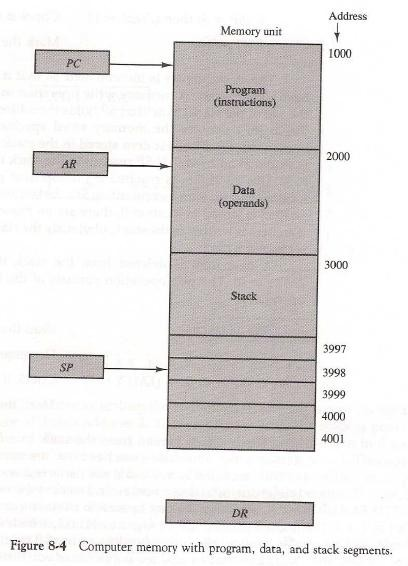 Address
Memory unit
1000
PC
Program
(instructions)
2000
AR
Data
(operands)
3000
Stack
3997
SP
3998
3999
4000
4001
DR
Figure 8-4 Computer memory with program, data, and stack segments.